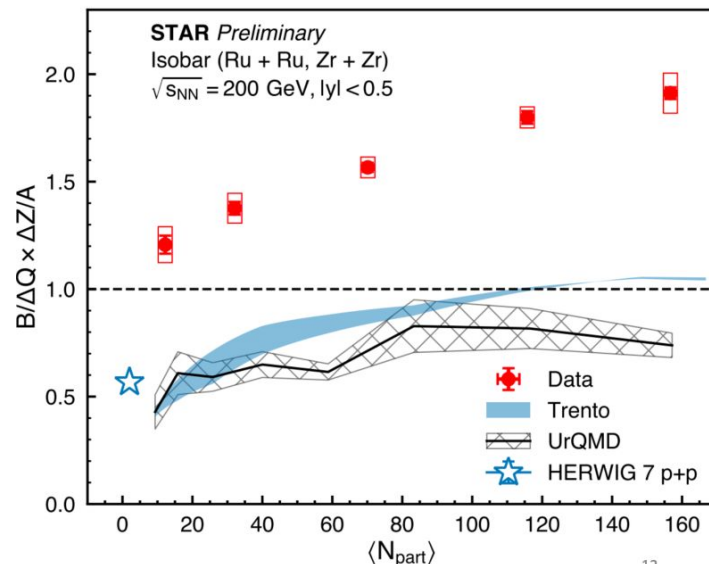 STAR Preliminary
Isobar (Ru + Ru, Zr + Zr)
√sNN = 200 GeV, |y| < 0.5
B/ΔQ × ΔZ/A
2.0
1.5
1.0
0.5
0.0
Data
Trento
UrQMD
HERWIG 7 p+p
0 20 40 60 80 100 120 140 160
⟨Npart⟩